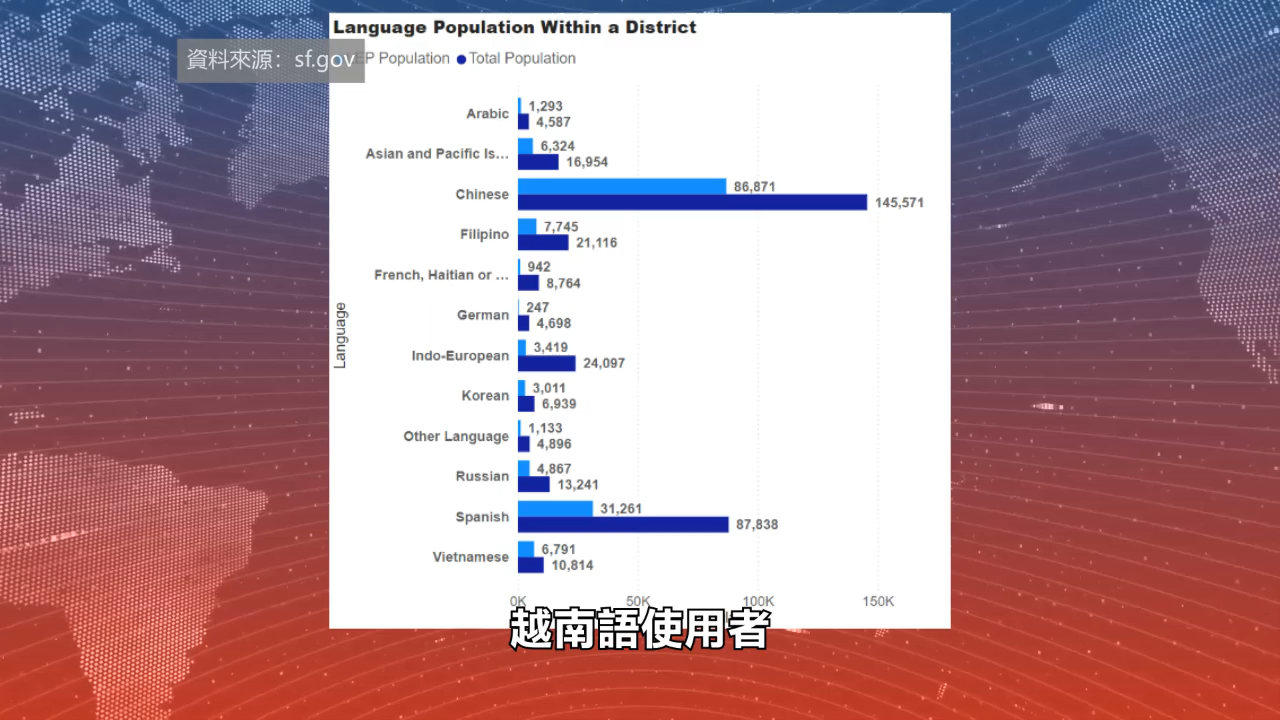 Language Population Within a District
資料來源：sf.gov
EP Population Total Population
Arabic 1,293 4,587
Asian and Pacific Is... 6,324 16,954
Chinese 86,871 145,571
Filipino 7,745 21,116
French, Haitian or ... 942 8,764
German 247 4,698
Indo-European 3,419 24,097
Korean 3,011 6,939
Other Language 1,133 4,896
Russian 4,867 13,241
Spanish 31,261 87,838
Vietnamese 6,791 10,814
Language
0K 50K 100K 150K
越南語使用者